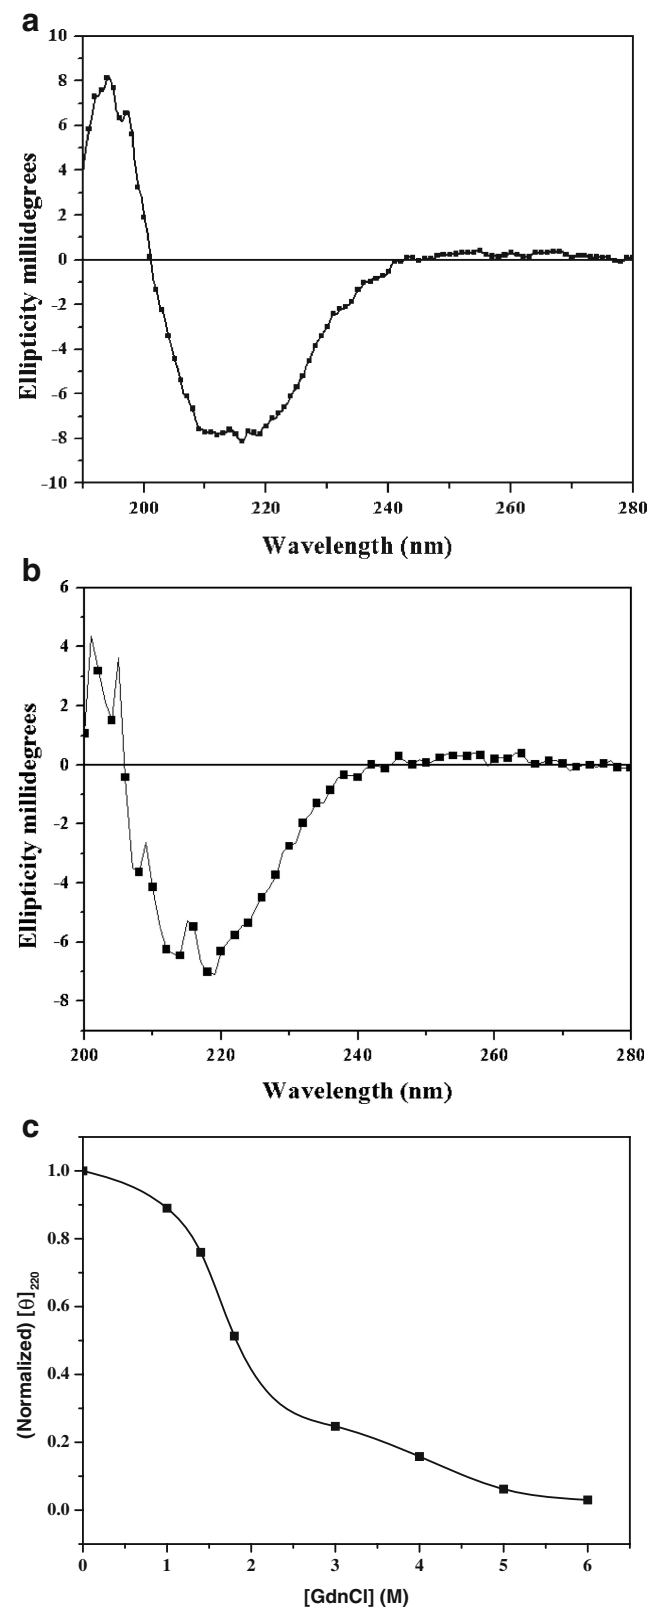 a
10
8
6
4
2
0
-2
-4
-6
-8
-10
Ellipticity millidegrees
200 220 240 260 280
Wavelength (nm)
b
6
4
2
0
-2
-4
-6
-8
Ellipticity millidegrees
200 220 240 260 280
Wavelength (nm)
c
1.0
0.8
0.6
0.4
0.2
0.0
(Normalized) [θ]220
0 1 2 3 4 5 6
[GdnCl] (M)